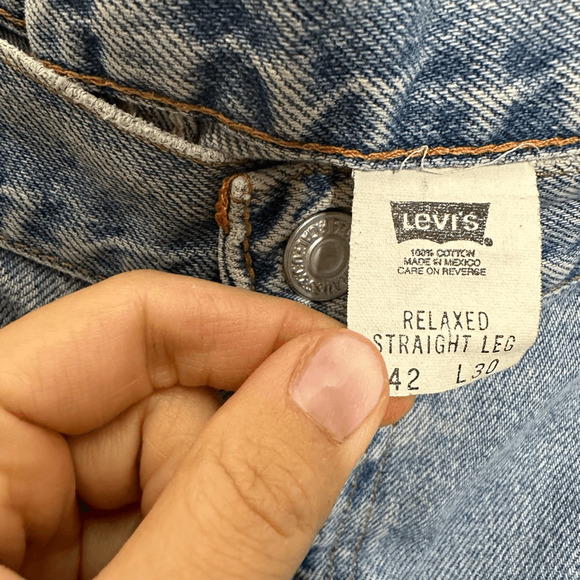 Levi's
100% COTTON
MADE IN MEXICO
CARE ON REVERSE
RELAXED
STRAIGHT LEG
42 L30